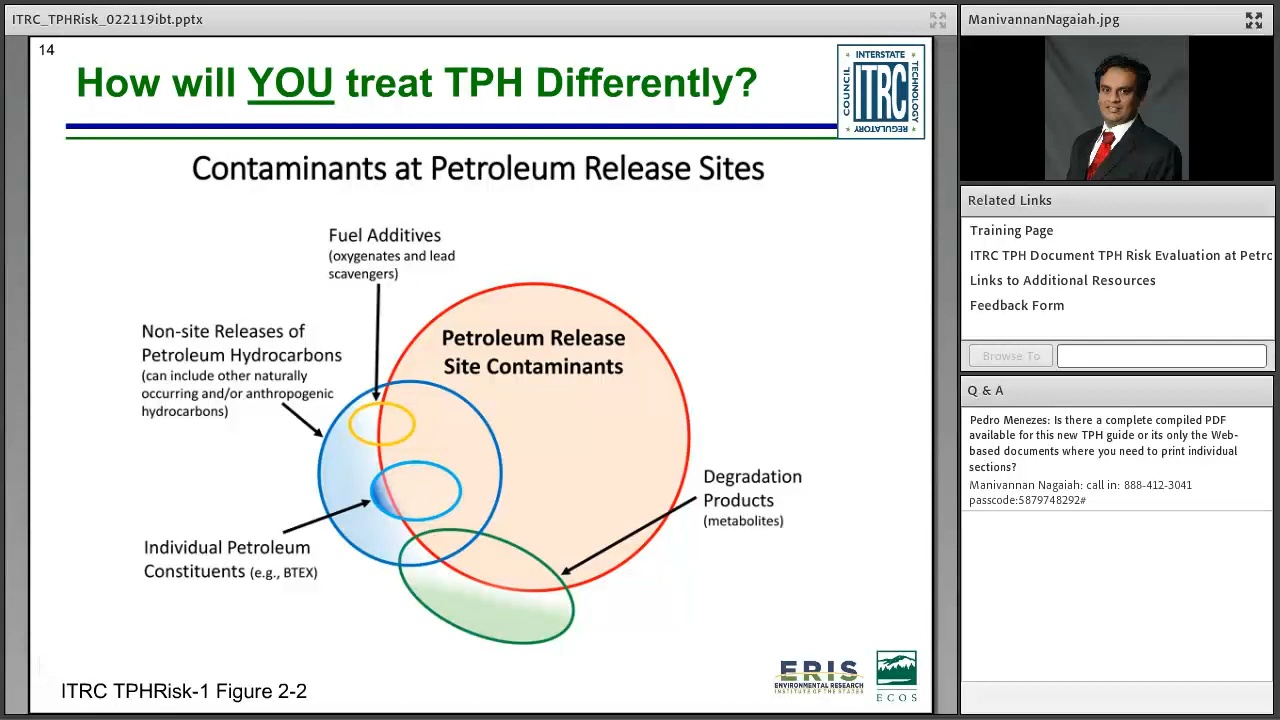 ITRC_TPHRisk_022119ibt.pptx
14
How will YOU treat TPH Differently?
INTERSTATE
COUNCIL
ITRC
TECHNOLOGY
REGULATORY
Contaminants at Petroleum Release Sites
Fuel Additives
(oxygenates and lead
scavengers)
Non-site Releases of
Petroleum Hydrocarbons
(can include other naturally
occurring and/or anthropogenic
hydrocarbons)
Petroleum Release
Site Contaminants
Degradation
Products
(metabolites)
Individual Petroleum
Constituents (e.g., BTEX)
ITRC TPHRisk-1 Figure 2-2
ERIS
ENVIRONMENTAL RESEARCH
INSTITUTE OF THE STATES
ECOS
ManivannanNagaiah.jpg
Related Links
Training Page
ITRC TPH Document TPH Risk Evaluation at Petrc
Links to Additional Resources
Feedback Form
Browse To
Q & A
Pedro Menezes: Is there a complete compiled PDF
available for this new TPH guide or its only the Web-
based documents where you need to print individual
sections?
Manivannan Nagaiah: call in: 888-412-3041
passcode:5879748292#